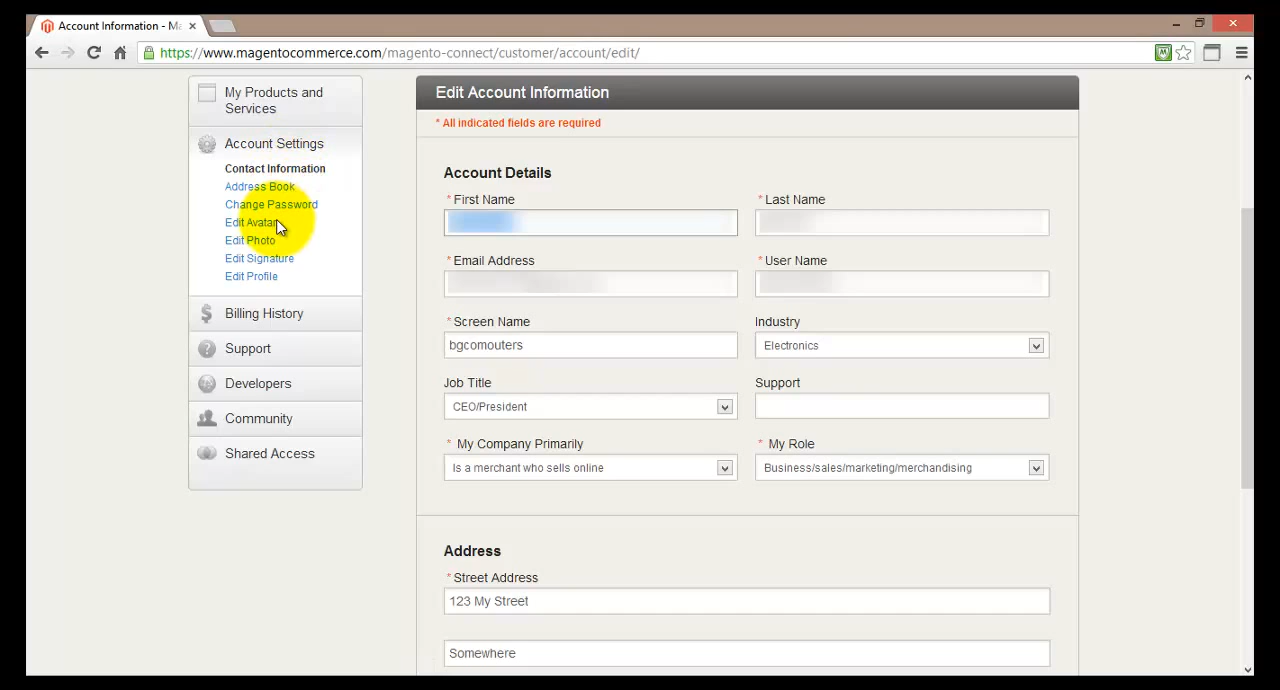 Account Information - Ma
https://www.magentocommerce.com/magento-connect/customer/account/edit/
My Products and
Services
Account Settings
Contact Information
Address Book
Change Password
Edit Avatar
Edit Photo
Edit Signature
Edit Profile
Billing History
Support
Developers
Community
Shared Access
Edit Account Information
* All indicated fields are required
Account Details
* First Name
* Last Name
* Email Address
* User Name
* Screen Name
Industry
bgcomouters
Electronics
Job Title
Support
CEO/President
* My Company Primarily
* My Role
Is a merchant who sells online
Business/sales/marketing/merchandising
Address
* Street Address
123 My Street
Somewhere